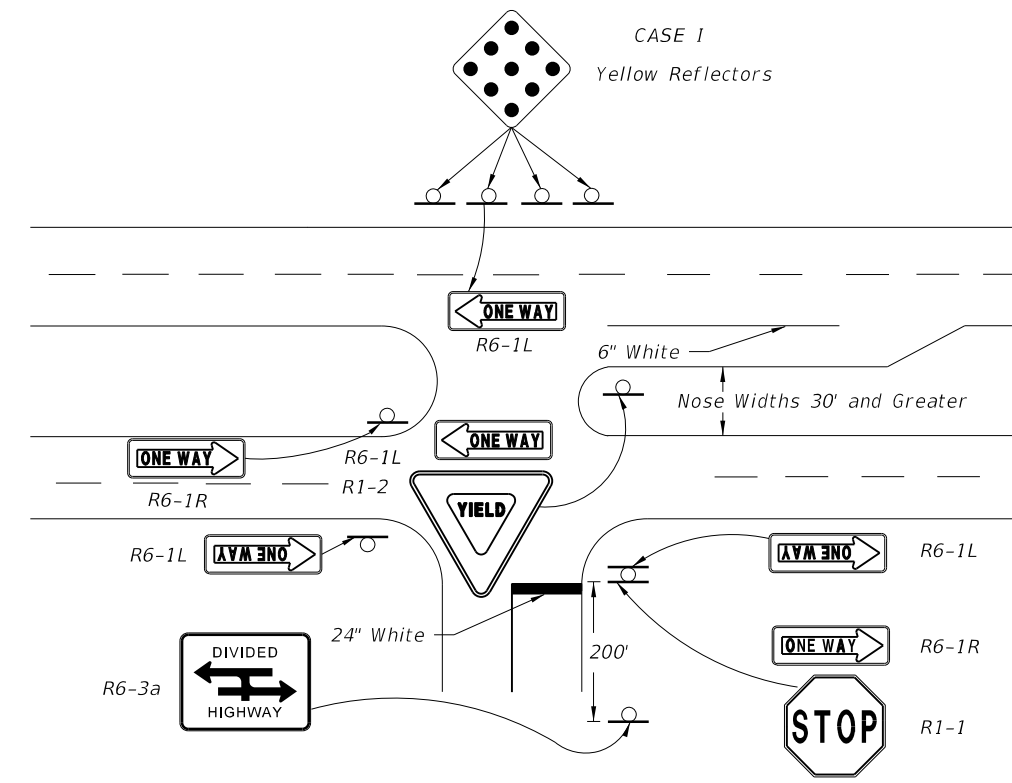 CASE I
Yellow Reflectors
ONE WAY
R6-1L
6" White
Nose Widths 30' and Greater
ONE WAY
R6-1L
ONE WAY
R6-1R
R1-2
YIELD
R6-1L
ONE WAY
ONE WAY
R6-1L
24" White
200'
ONE WAY
R6-1R
R6-3a
DIVIDED
HIGHWAY
STOP
R1-1